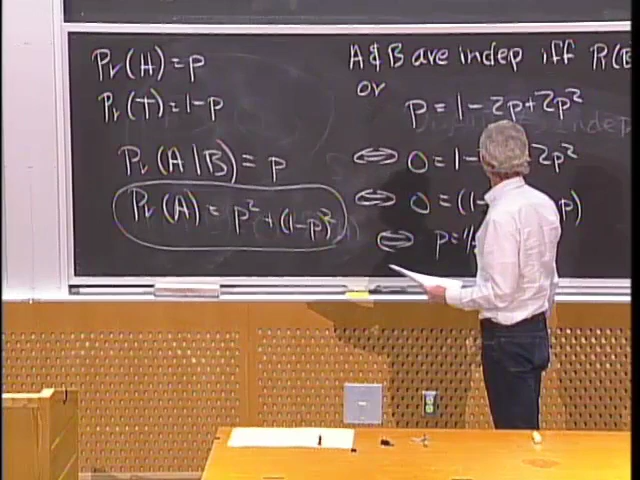 Pr(H) = p
Pr(T) = 1-p
Pr(A|B) = p
Pr(A) = p² + (1-p)²
A & B are indep iff Pr(B
or
p = 1-2p+2p²
⇔ 0 = 1- 2p²
⇔ 0 = (1- p)
⇔ p = 1/